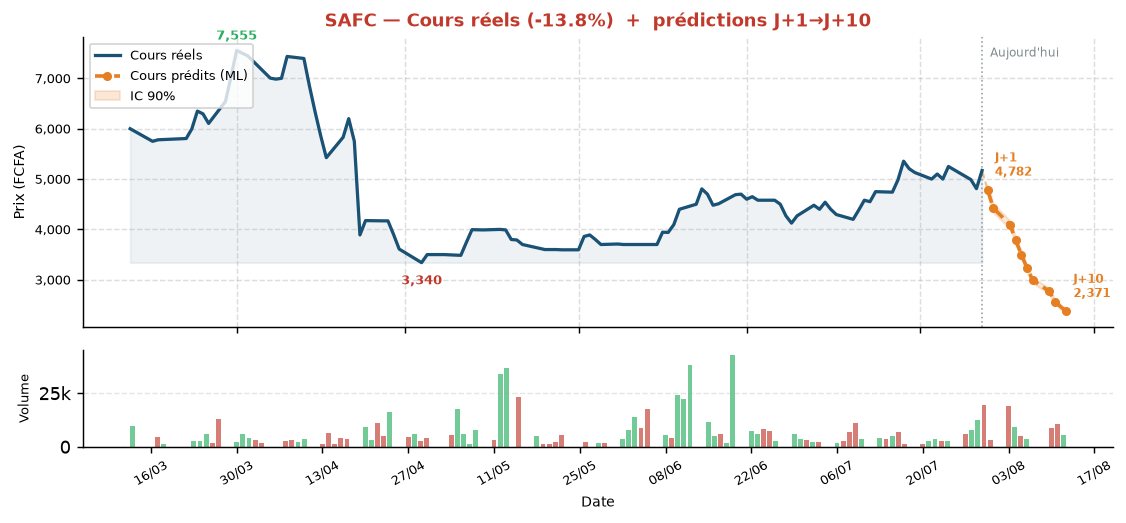 SAFC — Cours réels (-13.8%)  +  prédictions J+1→J+10
7,555
Cours réels
Cours prédits (ML)
IC 90%
Aujourd'hui
7,000
6,000
5,000
4,000
3,000
Prix (FCFA)
J+1
4,782
J+10
2,371
3,340
25k
0
Volume
16/03
30/03
13/04
27/04
11/05
25/05
08/06
22/06
06/07
20/07
03/08
17/08
Date